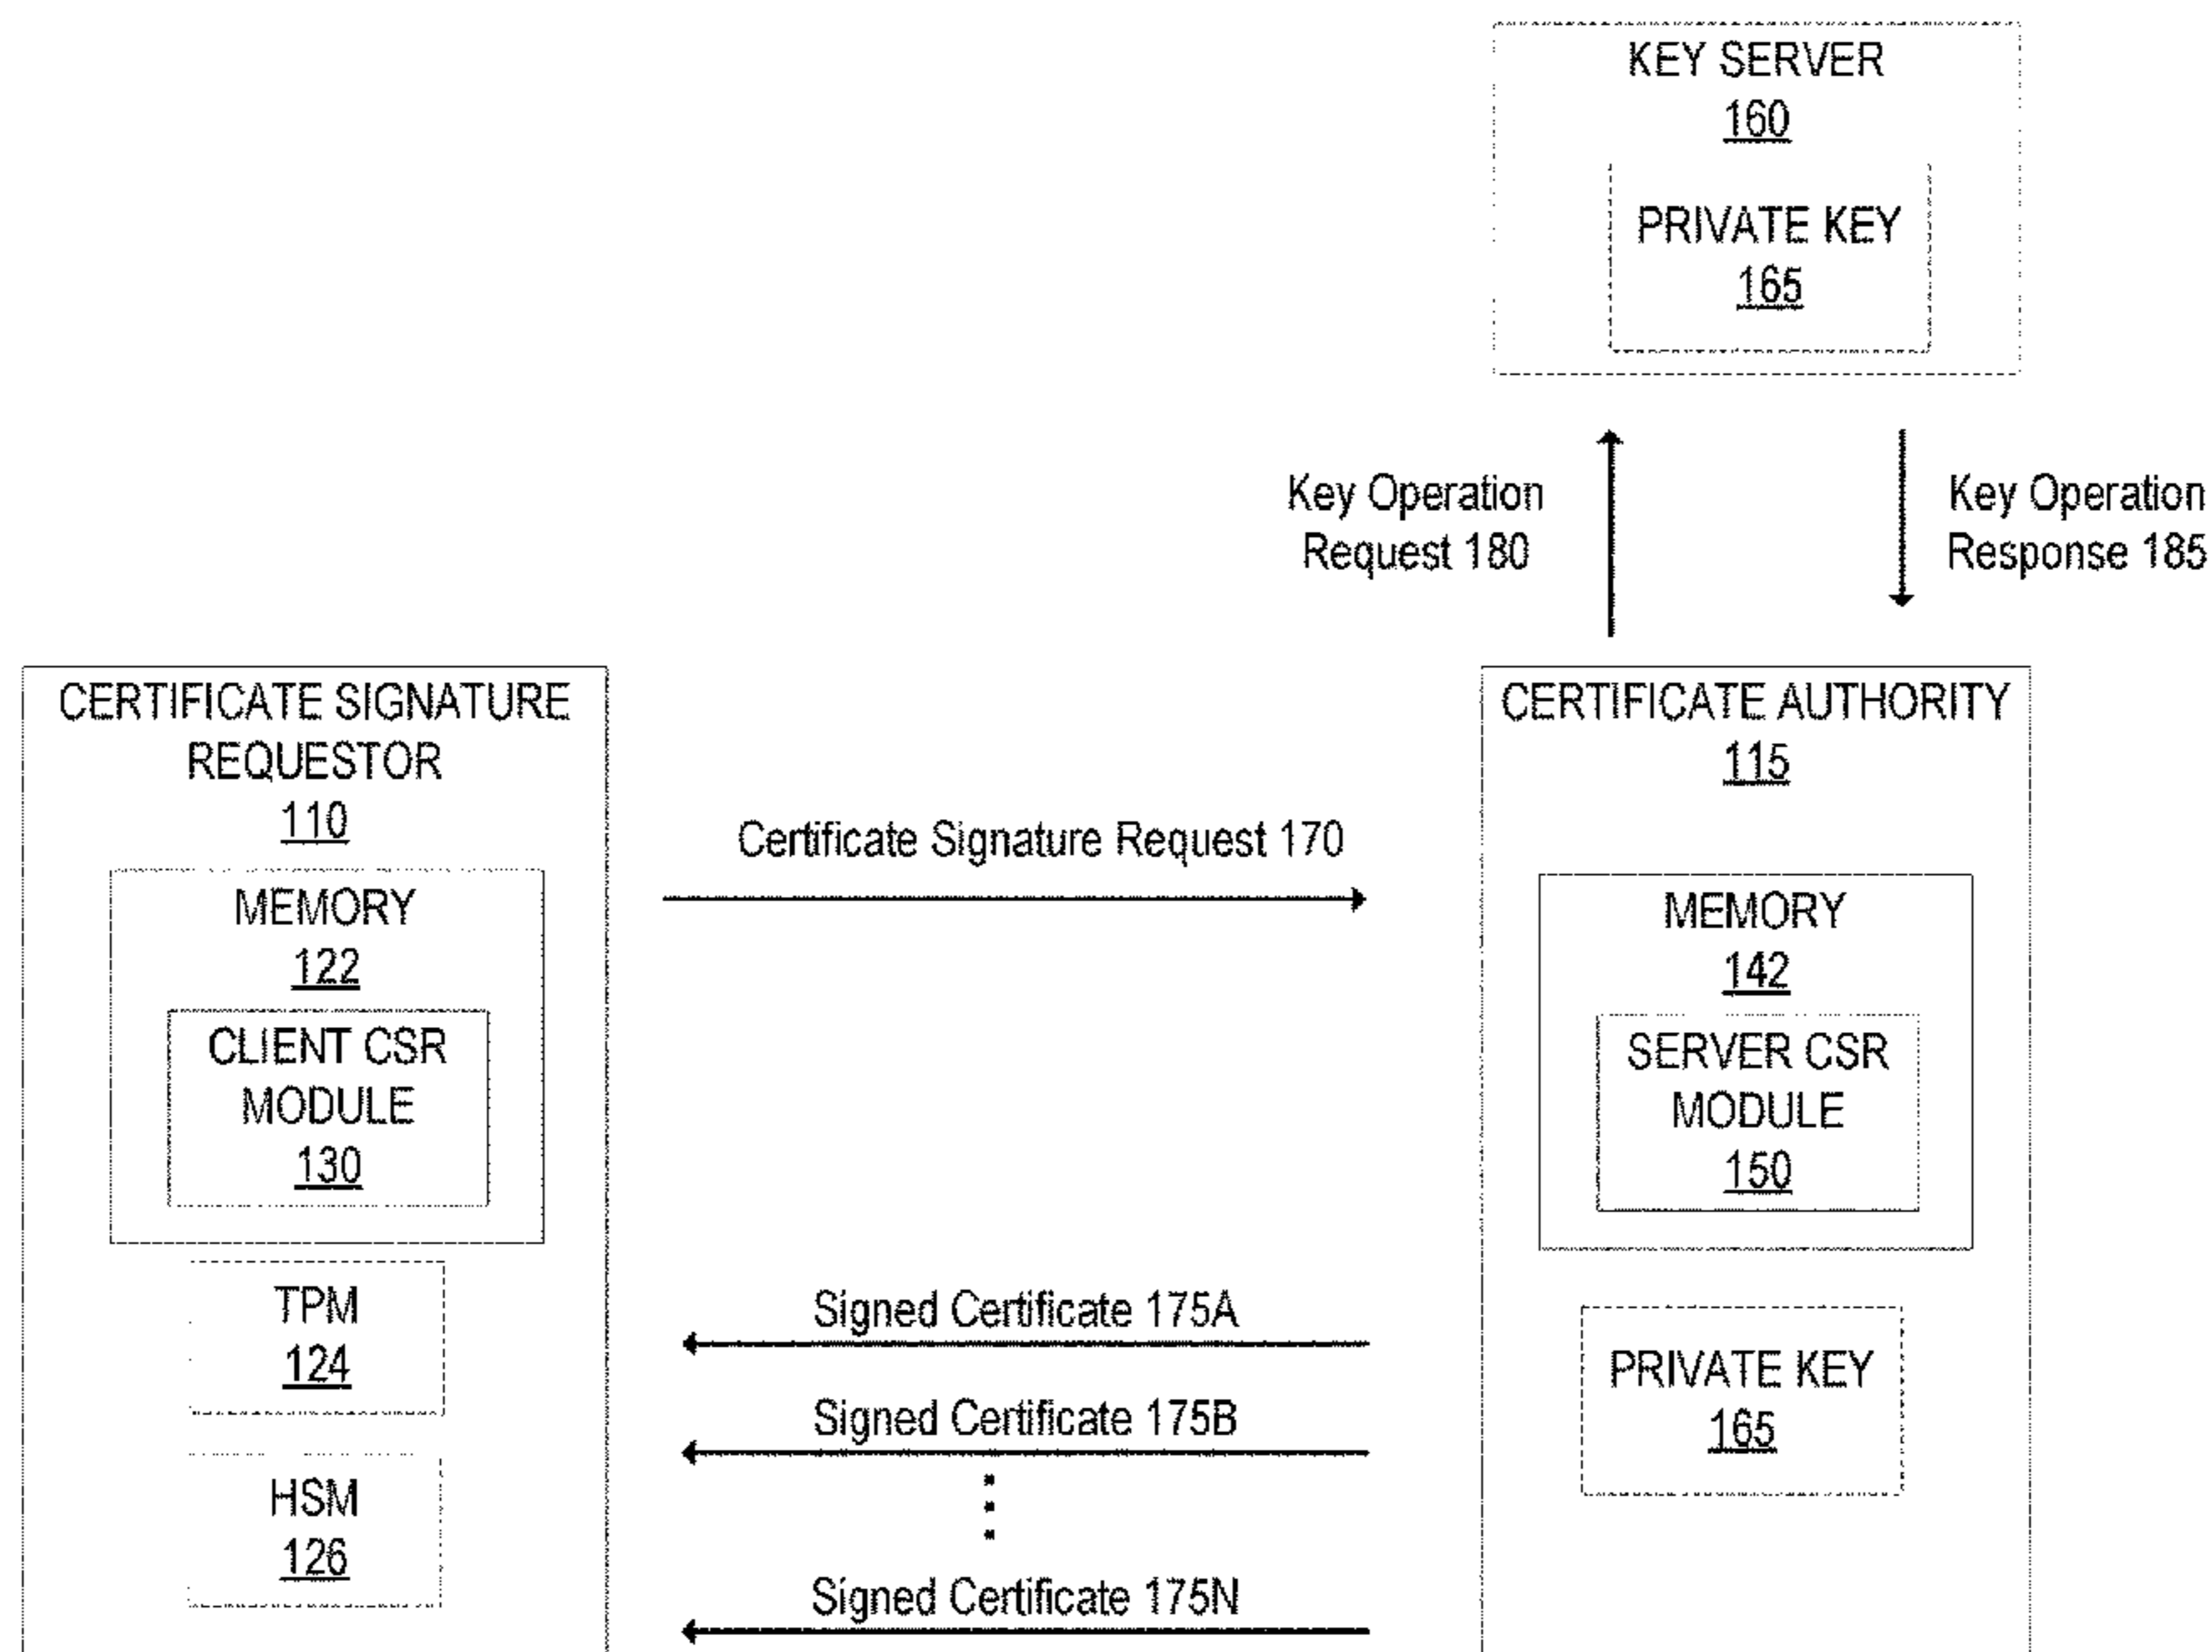 KEY SERVER
160
PRIVATE KEY
165
Key Operation
Request 180
Key Operation
Response 185
CERTIFICATE SIGNATURE
REQUESTOR
110
MEMORY
122
CLIENT CSR
MODULE
130
TPM
124
HSM
126
Certificate Signature Request 170
Signed Certificate 175A
Signed Certificate 175B
Signed Certificate 175N
CERTIFICATE AUTHORITY
115
MEMORY
142
SERVER CSR
MODULE
150
PRIVATE KEY
165